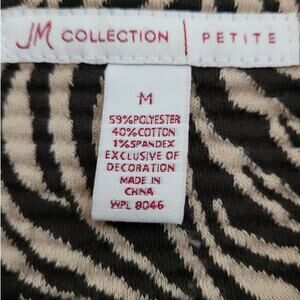 JM COLLECTION | PETITE
M
59%POLYESTER
40%COTTON
1%SPANDEX
EXCLUSIVE OF
DECORATION
MADE IN
CHINA
WPL 8046